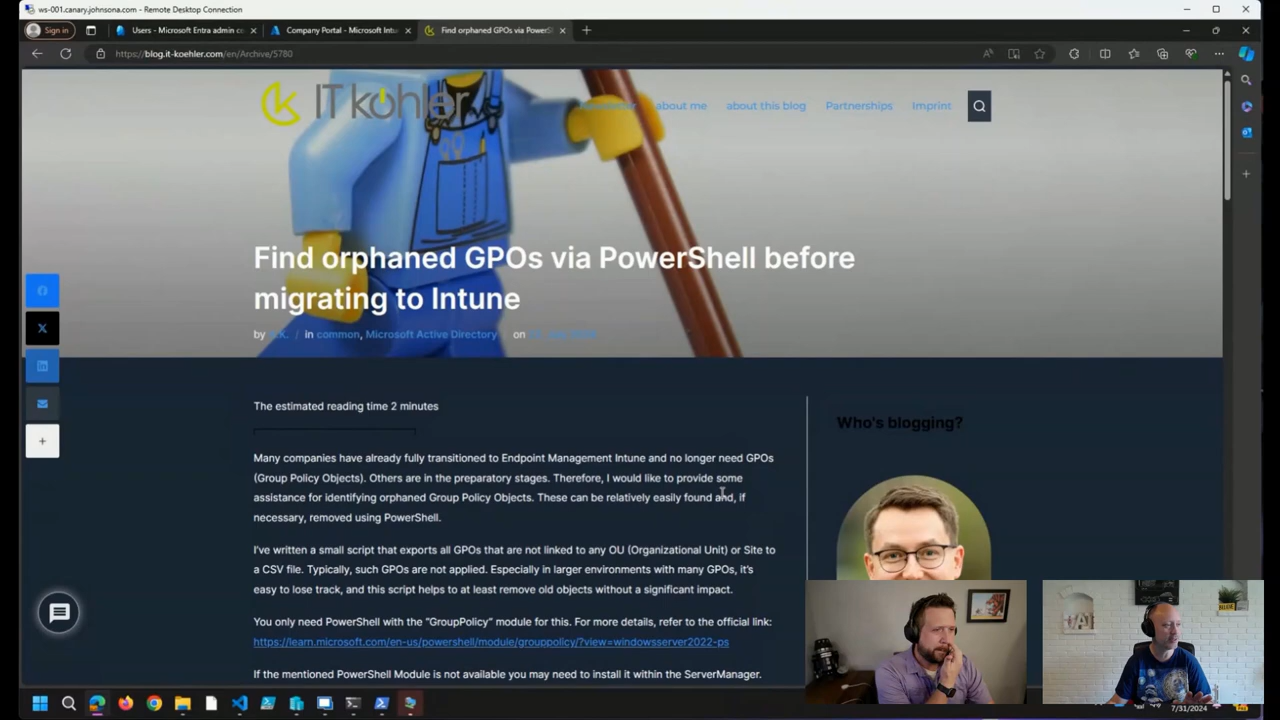 ws-001.canary.johnsona.com - Remote Desktop Connection
Sign in
Users - Microsoft Entra admin ce
Company Portal - Microsoft Intu
Find orphaned GPOs via PowerS
https://blog.it-koehler.com/en/Archive/5780
IT köhler
about me
about this blog
Partnerships
Imprint
Find orphaned GPOs via PowerShell before
migrating to Intune
by
/ in common, Microsoft Active Directory
on
The estimated reading time 2 minutes
Who's blogging?
Many companies have already fully transitioned to Endpoint Management Intune and no longer need GPOs
(Group Policy Objects). Others are in the preparatory stages. Therefore, I would like to provide some
assistance for identifying orphaned Group Policy Objects. These can be relatively easily found and, if
necessary, removed using PowerShell.
I've written a small script that exports all GPOs that are not linked to any OU (Organizational Unit) or Site to
a CSV file. Typically, such GPOs are not applied. Especially in larger environments with many GPOs, it's
easy to lose track, and this script helps to at least remove old objects without a significant impact.
You only need PowerShell with the "GroupPolicy" module for this. For more details, refer to the official link:
https://learn.microsoft.com/en-us/powershell/module/grouppolicy/?view=windowsserver2022-ps
If the mentioned PowerShell Module is not available you may need to install it within the ServerManager.
7/31/2024